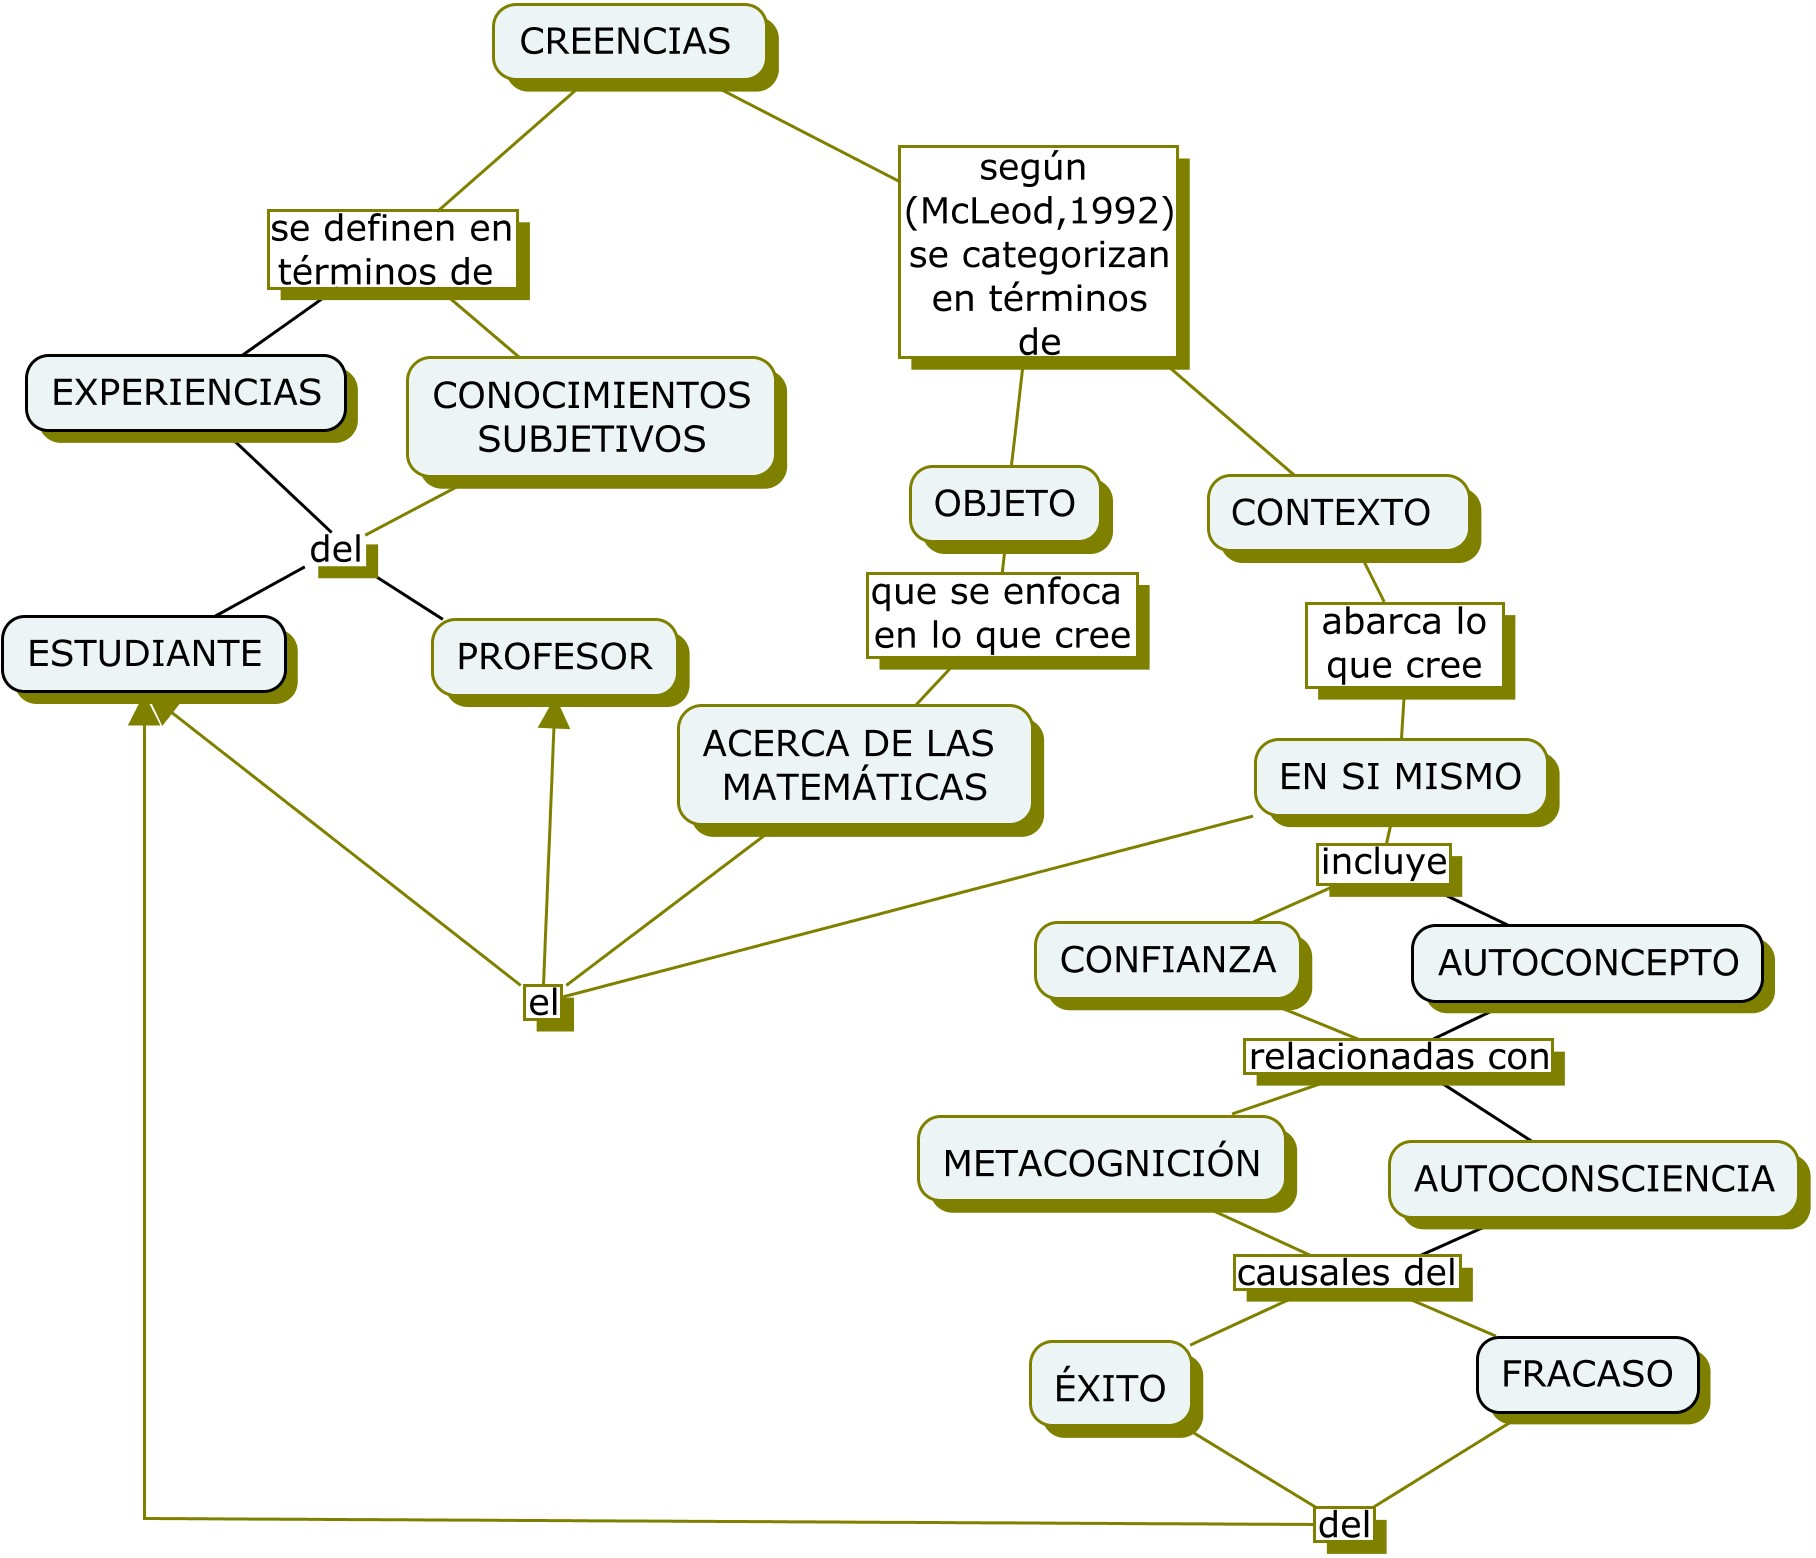 CREENCIAS
según
(McLeod,1992)
se categorizan
en términos
de
se definen en
términos de
EXPERIENCIAS
CONOCIMIENTOS
SUBJETIVOS
OBJETO
CONTEXTO
del
que se enfoca
en lo que cree
abarca lo
que cree
ESTUDIANTE
PROFESOR
ACERCA DE LAS
MATEMÁTICAS
EN SI MISMO
incluye
CONFIANZA
AUTOCONCEPTO
el
relacionadas con
METACOGNICIÓN
AUTOCONSCIENCIA
causales del
ÉXITO
FRACASO
del